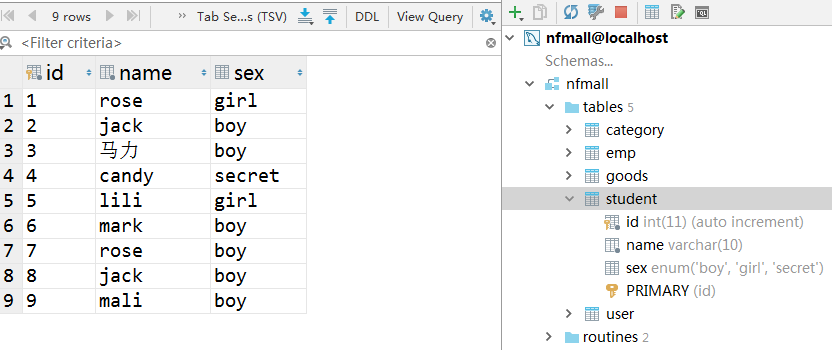 9 rows
Tab Se...s (TSV)
DDL
View Query
<Filter criteria>
id name sex
1 1 rose girl
2 2 jack boy
3 3 马力 boy
4 4 candy secret
5 5 lili girl
6 6 mark boy
7 7 rose boy
8 8 jack boy
9 9 mali boy
nfmall@localhost
Schemas...
nfmall
tables 5
category
emp
goods
student
id int(11) (auto increment)
name varchar(10)
sex enum('boy', 'girl', 'secret')
PRIMARY (id)
user
routines 2